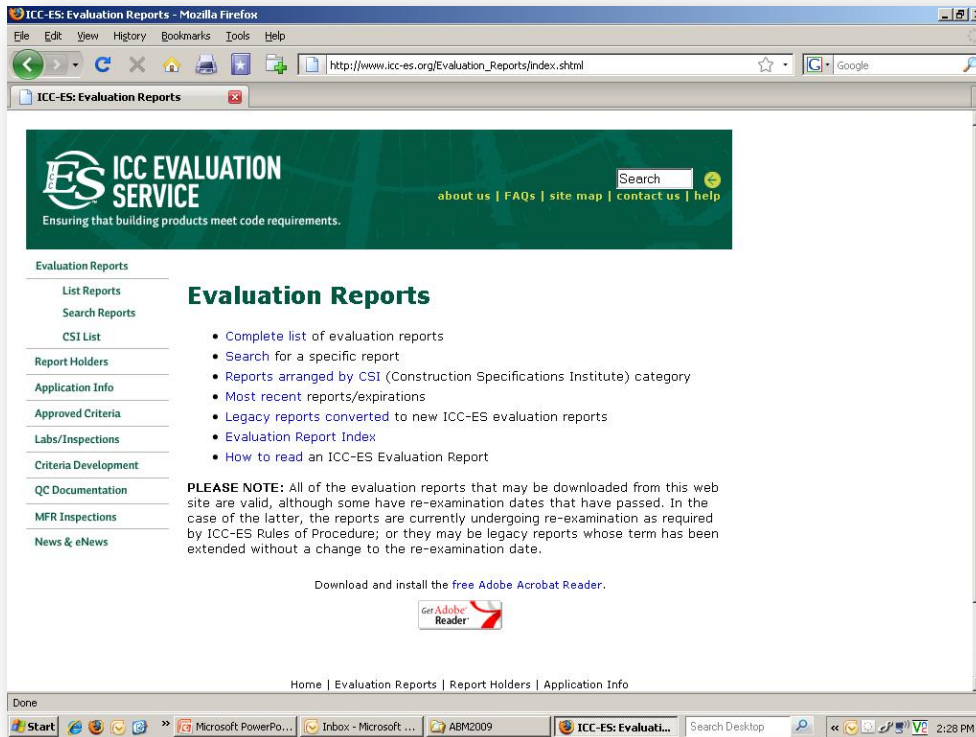 ICC-ES: Evaluation Reports - Mozilla Firefox
File Edit View History Bookmarks Tools Help
http://www.icc-es.org/Evaluation_Reports/index.shtml
G Google
ICC-ES: Evaluation Reports
ICC
ES ICC EVALUATION
SERVICE
Ensuring that building products meet code requirements.
Search
about us | FAQs | site map | contact us | help
Evaluation Reports
List Reports
Search Reports
CSI List
Report Holders
Application Info
Approved Criteria
Labs/Inspections
Criteria Development
QC Documentation
MFR Inspections
News & eNews
Evaluation Reports
• Complete list of evaluation reports
• Search for a specific report
• Reports arranged by CSI (Construction Specifications Institute) category
• Most recent reports/expirations
• Legacy reports converted to new ICC-ES evaluation reports
• Evaluation Report Index
• How to read an ICC-ES Evaluation Report
PLEASE NOTE: All of the evaluation reports that may be downloaded from this web
site are valid, although some have re-examination dates that have passed. In the
case of the latter, the reports are currently undergoing re-examination as required
by ICC-ES Rules of Procedure; or they may be legacy reports whose term has been
extended without a change to the re-examination date.
Download and install the free Adobe Acrobat Reader.
Get Adobe
Reader
Home | Evaluation Reports | Report Holders | Application Info
Done
Start » Microsoft PowerPo... Inbox - Microsoft ... ABM2009 ICC-ES: Evaluati... Search Desktop « 2:28 PM